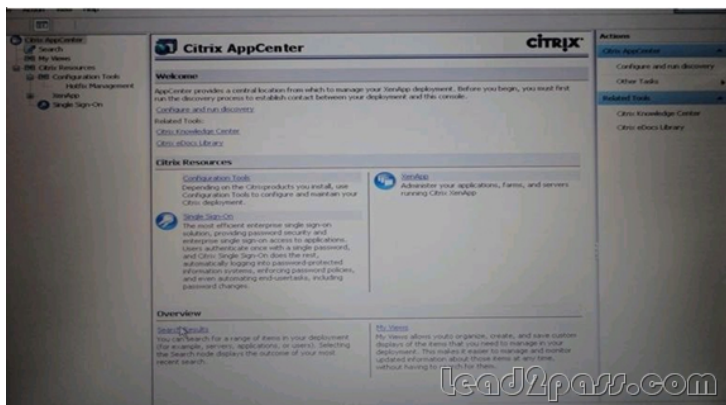 Action View Help
Citrix AppCenter
Search
My Views
Citrix Resources
Configuration Tools
Hotfix Management
XenApp
Single Sign-On
Citrix AppCenter
CITRIX
Welcome
AppCenter provides a central location from which to manage your XenApp deployment. Before you begin, you must first
run the discovery process to establish contact between your deployment and this console.
Configure and run discovery
Related Tools:
Citrix Knowledge Center
Citrix eDocs Library
Citrix Resources
Configuration Tools
Depending on the Citrixproducts you install, use
Configuration Tools to configure and maintain your
Citrix deployment.
Single Sign-On
The most efficient enterprise single sign-on
solution, providing password security and
enterprise single sign-on access to applications.
Users authenticate once with a single password,
and Citrix Single Sign-On does the rest,
automatically logging into password-protected
information systems, enforcing password policies,
and even automating end-usertasks, including
password changes.
XenApp
Administer your applications, farms, and servers
running Citrix XenApp
Overview
Search Results
You can search for a range of items in your deployment
(for example, servers, applications, or users). Selecting
the Search node displays the outcome of your most
recent search.
My Views
My Views allows youto organize, create, and save custom
displays of the items that you need to manage in your
deployment. This makes it easier to manage and monitor
updated information about those items at any time,
without having to search for them.
Actions
Citrix AppCenter
Configure and run discovery
Other Tasks
Related Tools
Citrix Knowledge Center
Citrix eDocs Library
Lead2pass.com